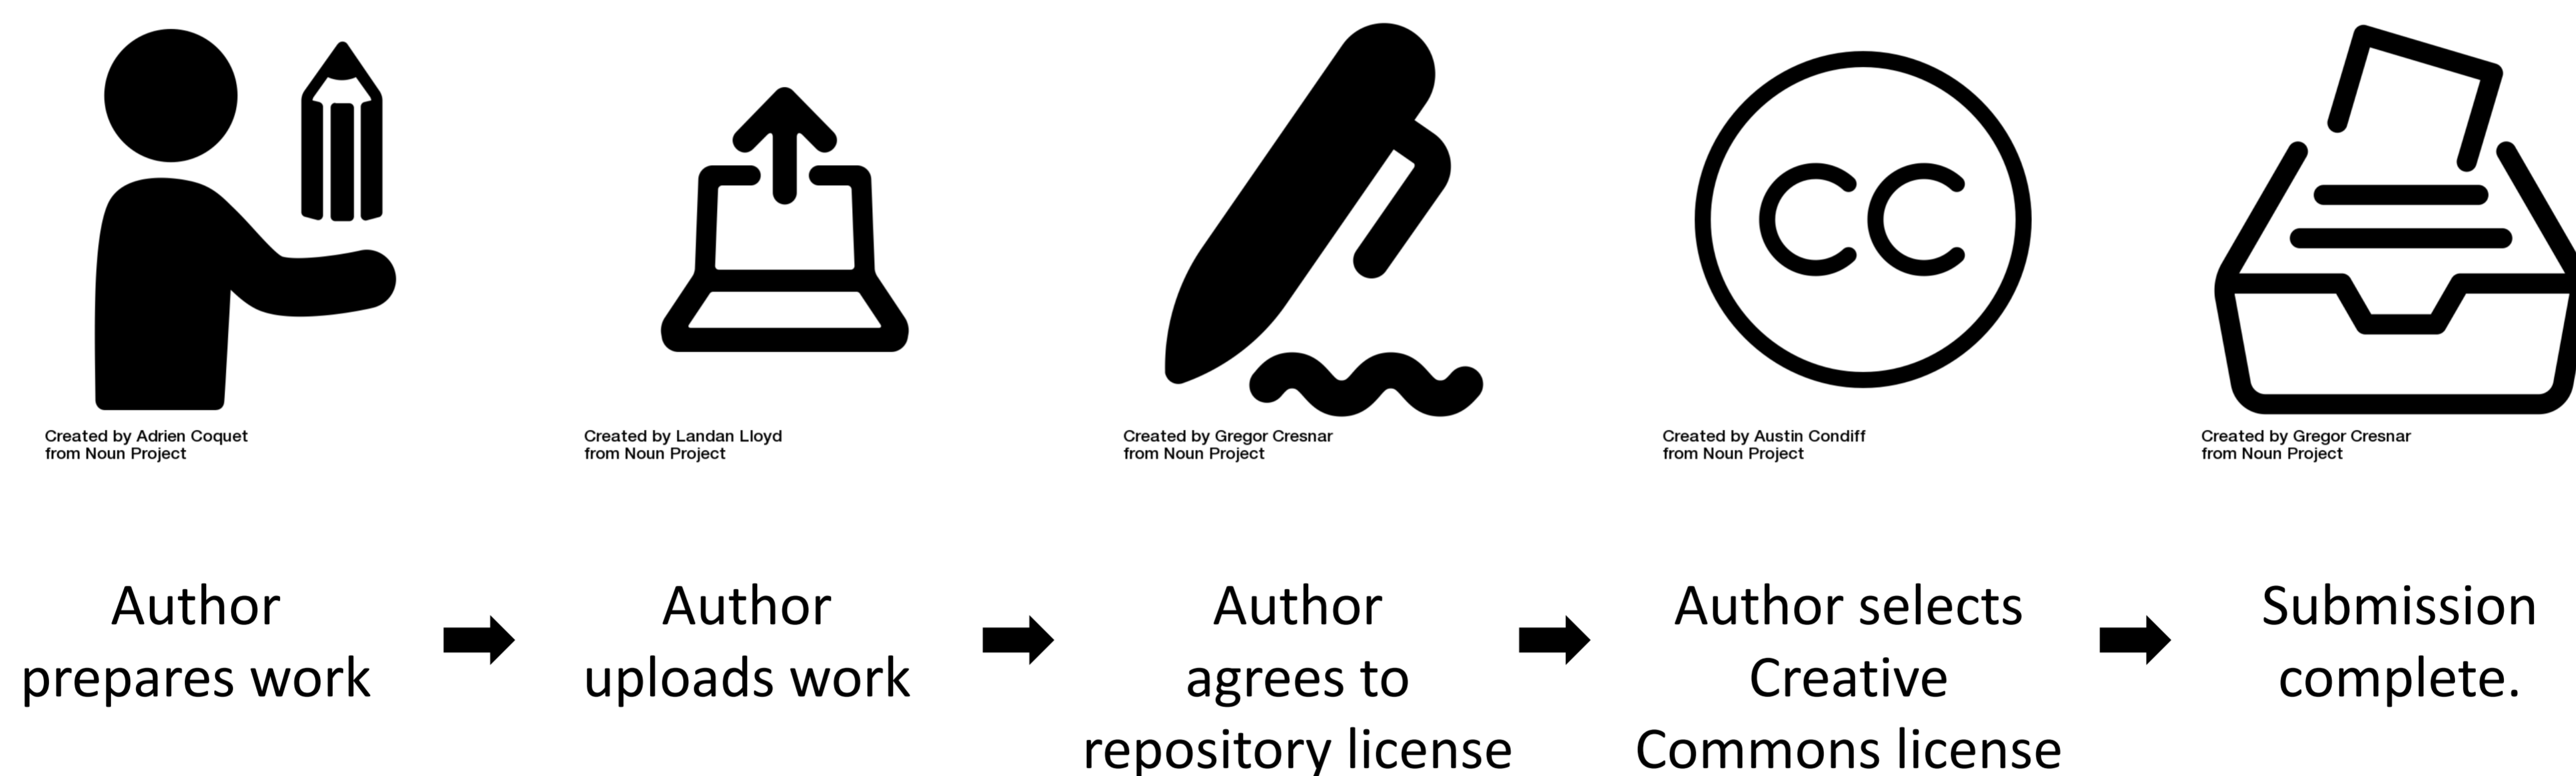 CC
Created by Adrien Coquet
from Noun Project
Created by Landan Lloyd
from Noun Project
Created by Gregor Cresnar
from Noun Project
Created by Austin Condiff
from Noun Project
Created by Gregor Cresnar
from Noun Project
Author
prepares work
Author
uploads work
Author
agrees to
repository license
Author selects
Creative
Commons license
Submission
complete.